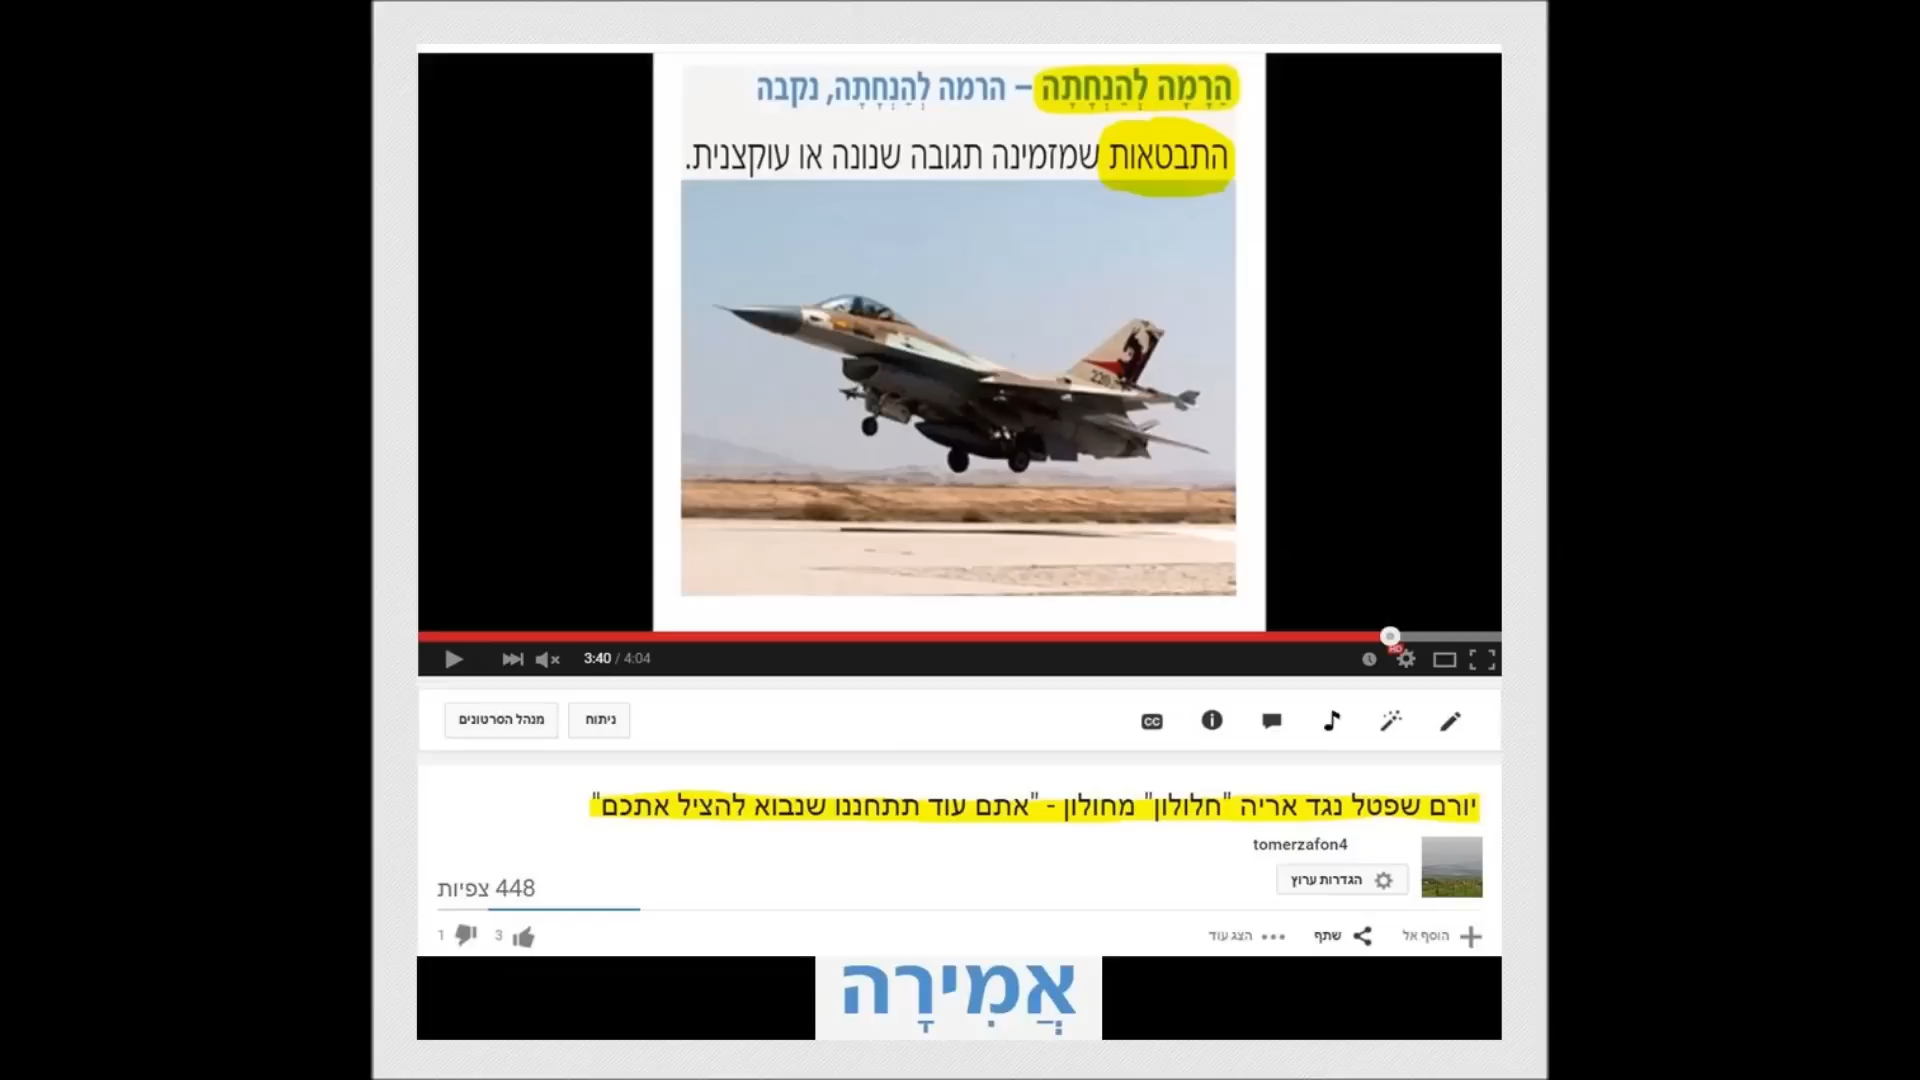 הַרָמָה לְהַנְחָתָה – הרמה לְהַנְחָתָה, נקבה
התבטאות שמזמינה תגובה שנונה או עוקצנית.
3:40 / 4:04
HD
מנהל הסרטונים
ניתוח
CC
יורם שפטל נגד אריה "חלולון" מחולון - "אתם עוד תתחננו שנבוא להציל אתכם"
tomerzafon4
הגדרות ערוץ
448 צפיות
הוסף אל
שתף
הצג עוד
3
1
אֲמִירָה